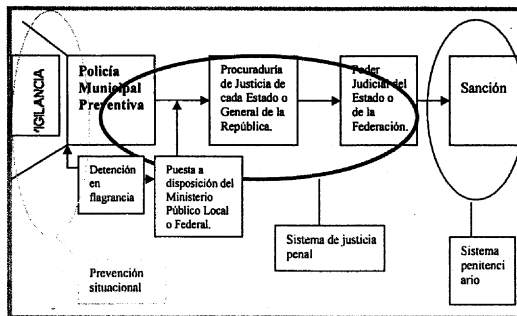 VIGILANCIA
Policía
Municipal
Preventiva
Procuraduría
de Justicia de
cada Estado o
General de la
República.
Poder
Judicial del
Estado o
de la
Federación.
Sanción
Detención
en
flagrancia
Puesta a
disposición del
Ministerio
Público Local
o Federal.
Sistema de justicia
penal
Sistema
penitenci
ario
Prevención
situacional